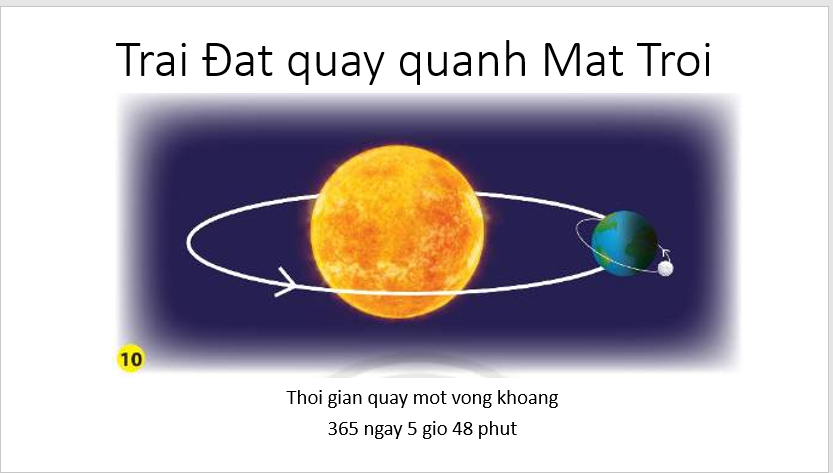 Trai Đat quay quanh Mat Troi
10
Thoi gian quay mot vong khoang
365 ngay 5 gio 48 phut